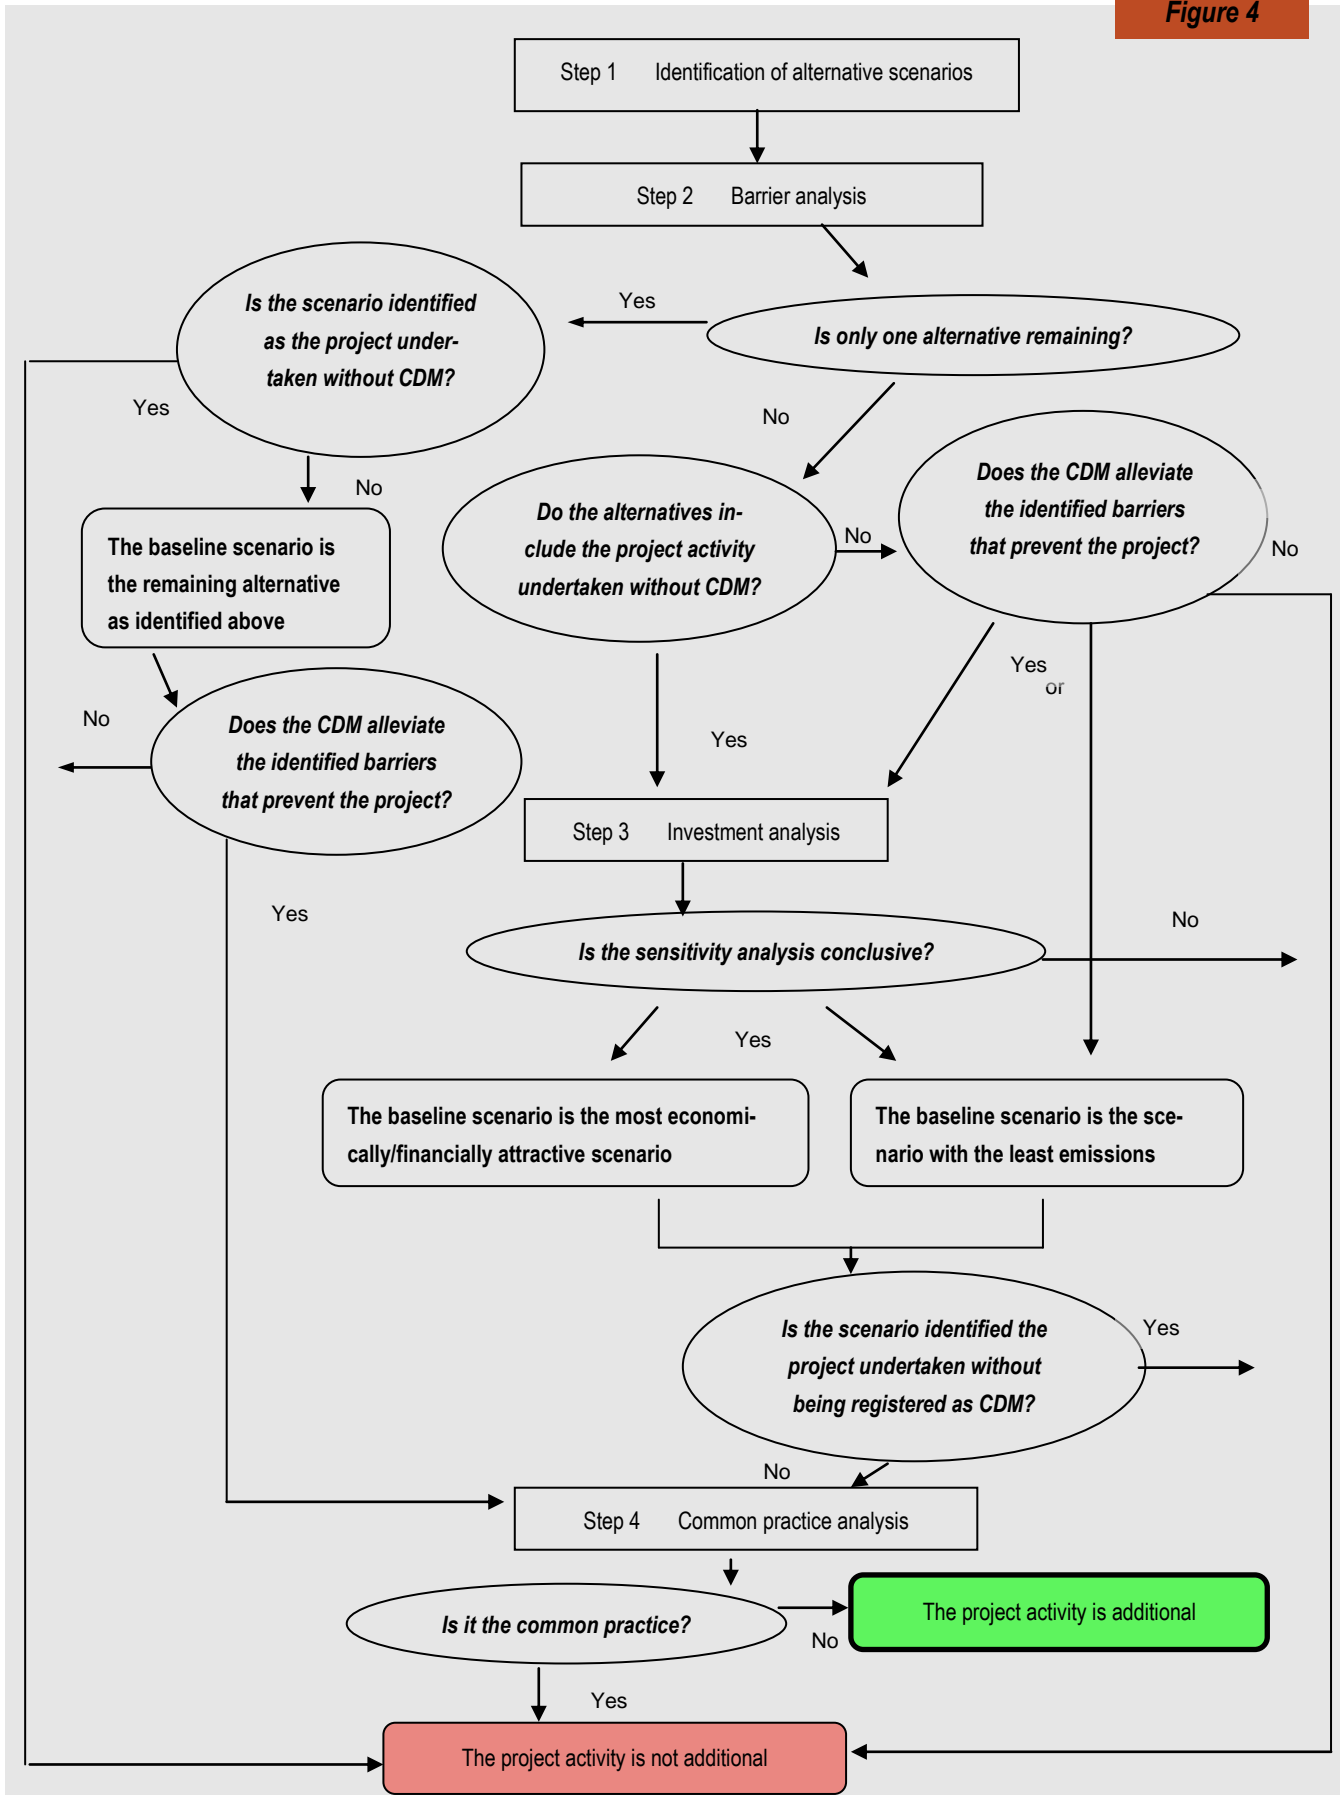 Figure 4
Step 1 Identification of alternative scenarios
Step 2 Barrier analysis
Is only one alternative remaining?
Yes
Is the scenario identified
as the project under-
taken without CDM?
Yes
No
No
The baseline scenario is
the remaining alternative
as identified above
Do the alternatives in-
clude the project activity
undertaken without CDM?
No
Does the CDM alleviate
the identified barriers
that prevent the project?
No
Yes
or
Does the CDM alleviate
the identified barriers
that prevent the project?
No
Yes
Yes
Step 3 Investment analysis
Is the sensitivity analysis conclusive?
No
Yes
The baseline scenario is the most economi-
cally/financially attractive scenario
The baseline scenario is the sce-
nario with the least emissions
Is the scenario identified the
project undertaken without
being registered as CDM?
Yes
No
Step 4 Common practice analysis
Is it the common practice?
No
The project activity is additional
Yes
The project activity is not additional